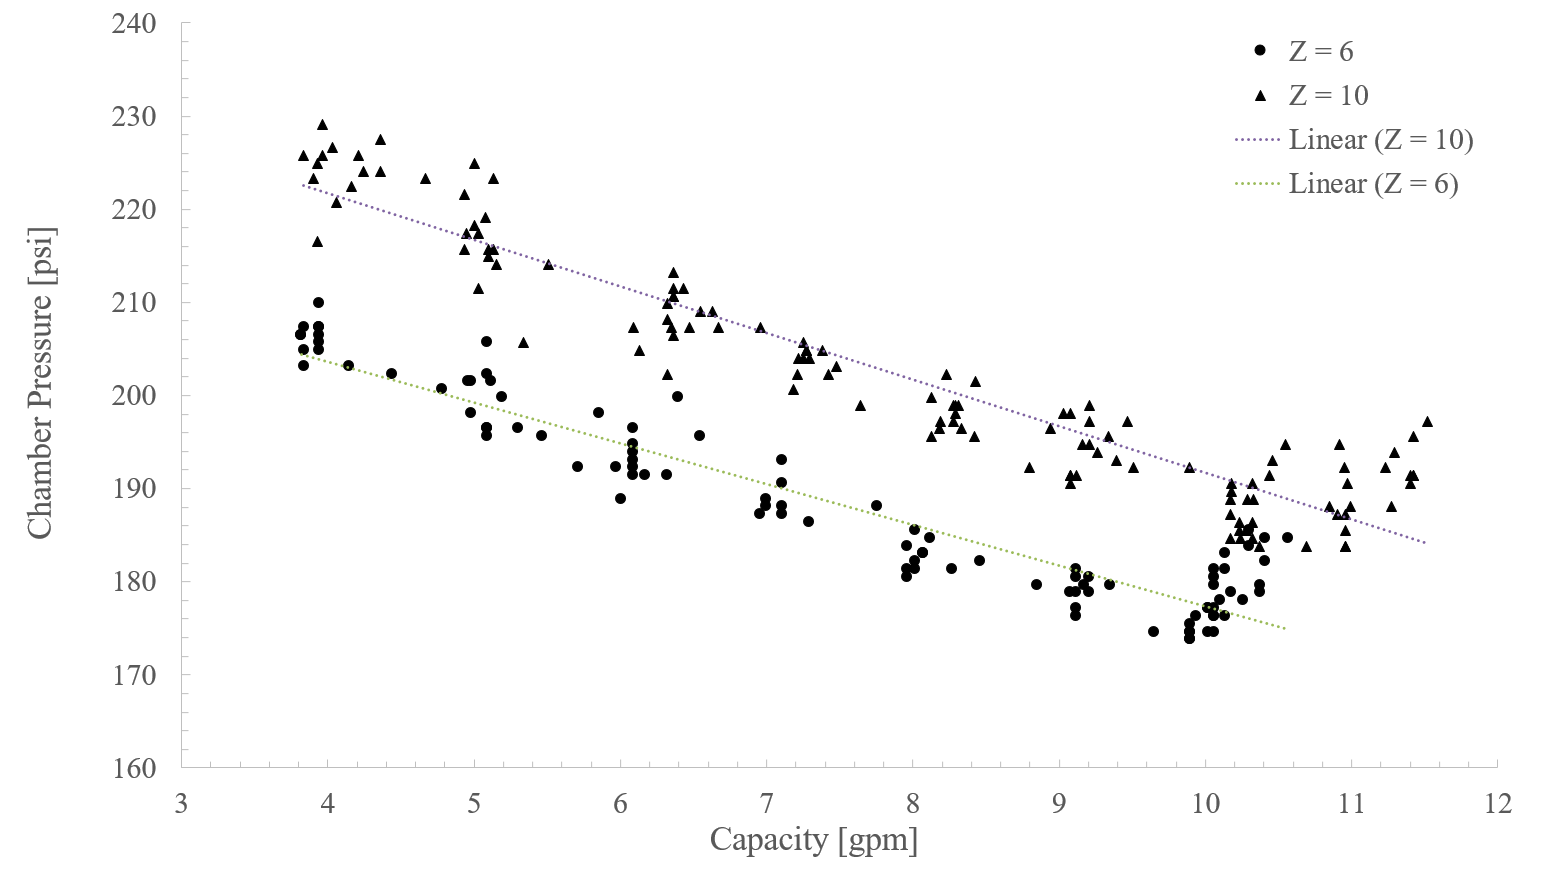 240
230
220
210
200
190
180
170
160
Chamber Pressure [psi]
Z = 6
Z = 10
Linear (Z = 10)
Linear (Z = 6)
3 4 5 6 7 8 9 10 11 12
Capacity [gpm]